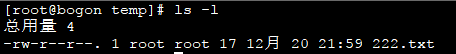 [root@bogon temp]# ls -l
总用量 4
-rw-r--r--. 1 root root 17 12月 20 21:59 222.txt